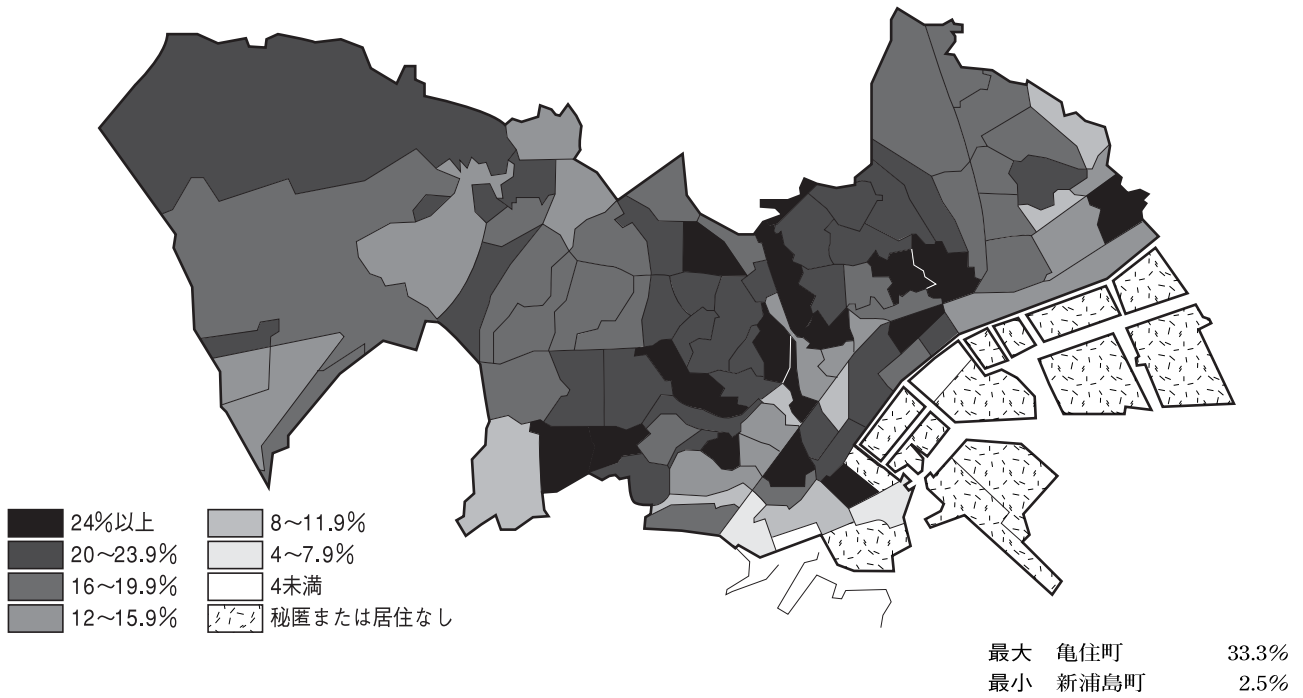 24%以上
20〜23.9%
16〜19.9%
12〜15.9%
8〜11.9%
4〜7.9%
4未満
秘匿または居住なし
最大 亀住町 33.3%
最小 新浦島町 2.5%